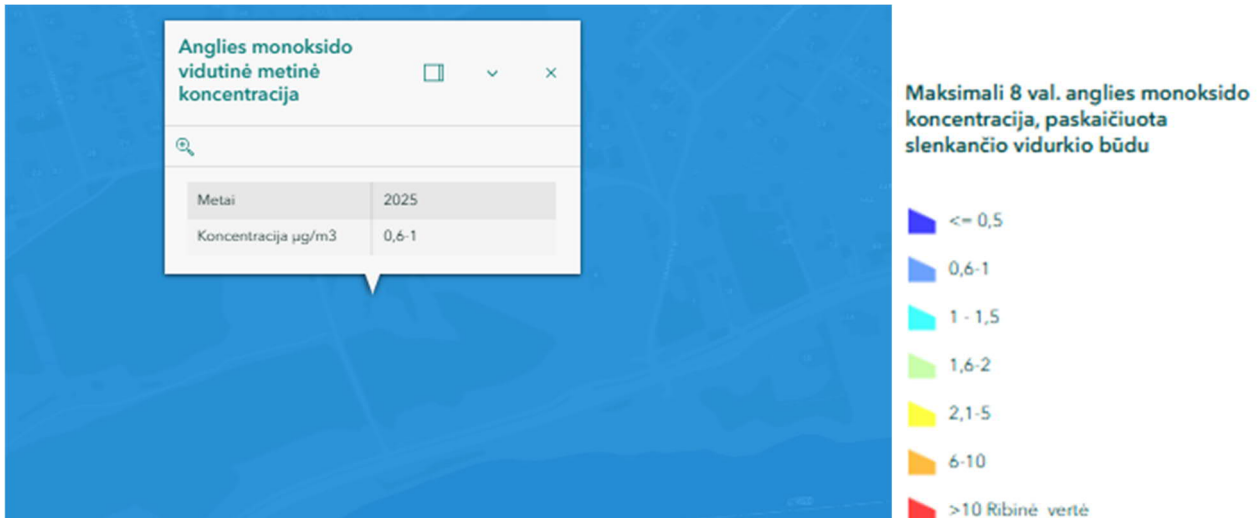 Anglies monoksido
vidutinė metinė
koncentracija
Metai 2025
Koncentracija µg/m3 0,6-1
Maksimali 8 val. anglies monoksido
koncentracija, paskaičiuota
slenkančio vidurkio būdu
<= 0,5
0,6-1
1 - 1,5
1,6-2
2,1-5
6-10
>10 Ribinė vertė